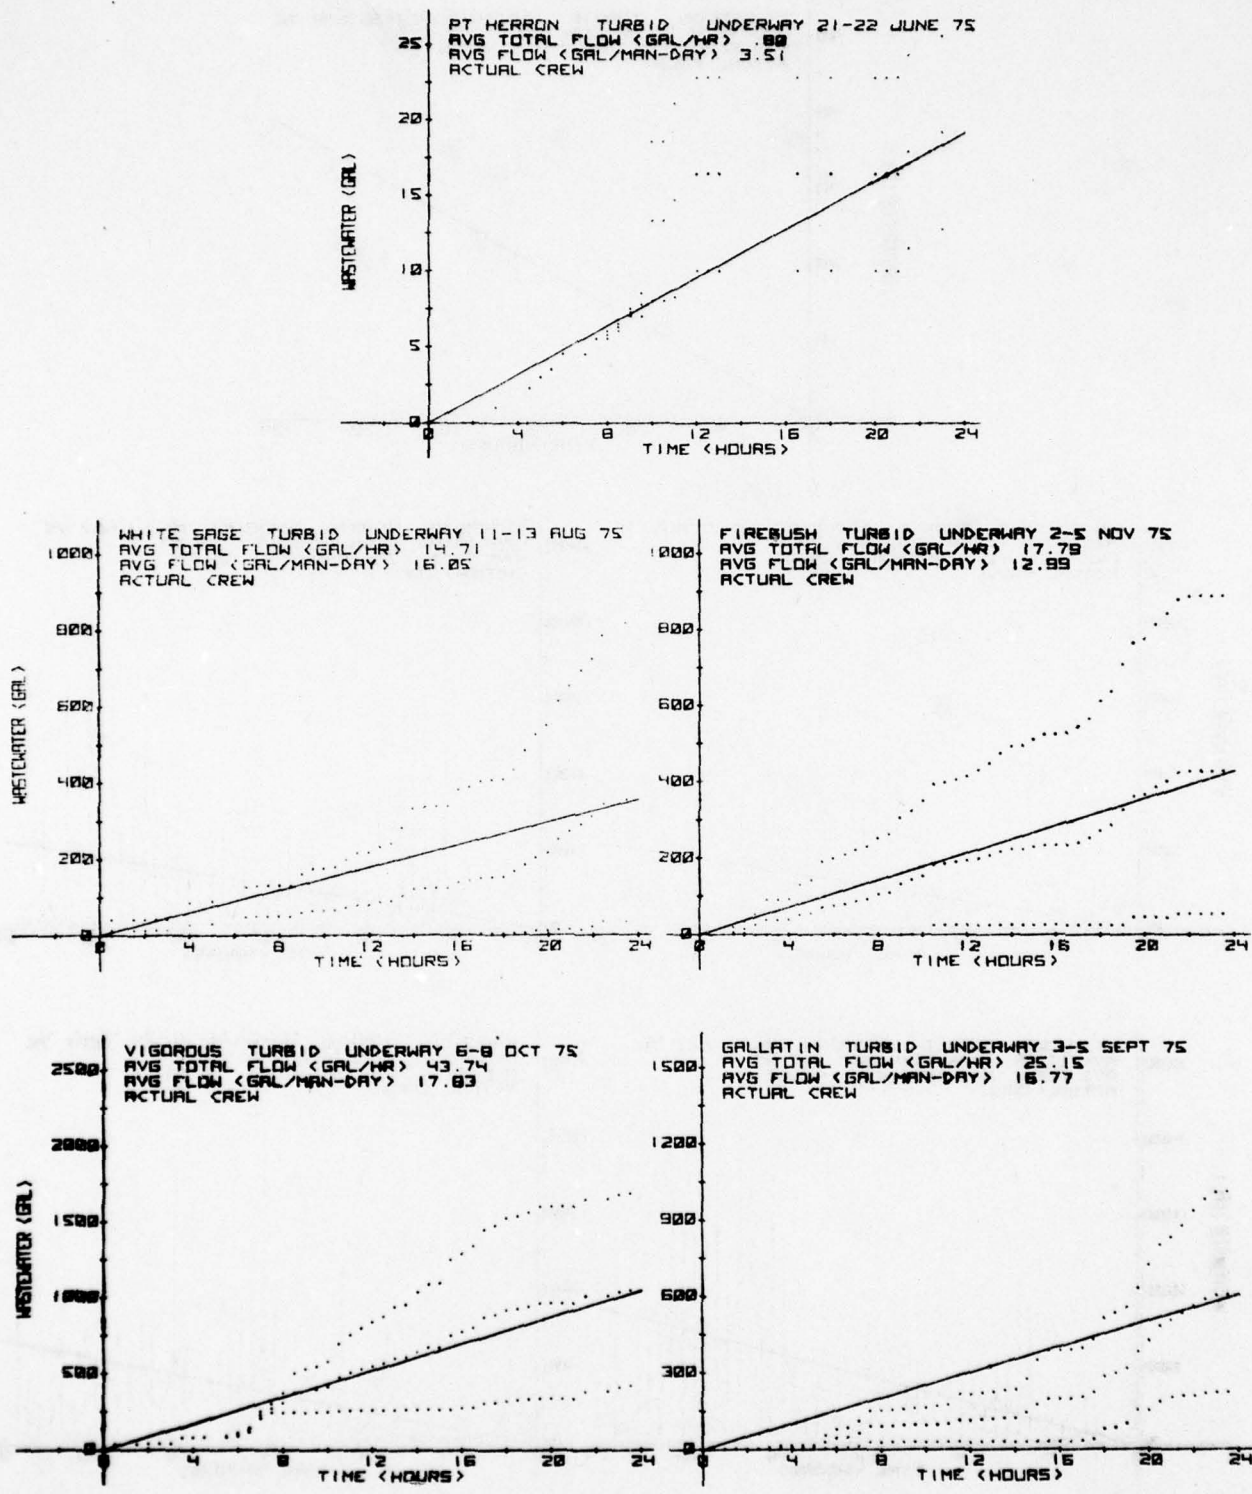 PT HERRON TURBID UNDERWAY 21-22 JUNE 75
AVG TOTAL FLOW <GAL/HR> .80
AVG FLOW <GAL/MAN-DAY> 3.51
ACTUAL CREW
WASTEWATER <GAL>
25
20
15
10
5
0
0 4 8 12 16 20 24
TIME <HOURS>
WHITE SAGE TURBID UNDERWAY 11-13 AUG 75
AVG TOTAL FLOW <GAL/HR> 14.71
AVG FLOW <GAL/MAN-DAY> 16.05
ACTUAL CREW
WASTEWATER <GAL>
1000
800
600
400
200
0
0 4 8 12 16 20 24
TIME <HOURS>
FIREBUSH TURBID UNDERWAY 2-5 NOV 75
AVG TOTAL FLOW <GAL/HR> 17.79
AVG FLOW <GAL/MAN-DAY> 12.99
ACTUAL CREW
1000
800
600
400
200
0
0 4 8 12 16 20 24
TIME <HOURS>
VIGOROUS TURBID UNDERWAY 6-8 OCT 75
AVG TOTAL FLOW <GAL/HR> 43.74
AVG FLOW <GAL/MAN-DAY> 17.83
ACTUAL CREW
WASTEWATER <GAL>
2500
2000
1500
1000
500
0
0 4 8 12 16 20 24
TIME <HOURS>
GALLATIN TURBID UNDERWAY 3-5 SEPT 75
AVG TOTAL FLOW <GAL/HR> 25.15
AVG FLOW <GAL/MAN-DAY> 16.77
ACTUAL CREW
1500
1200
900
600
300
0
0 4 8 12 16 20 24
TIME <HOURS>